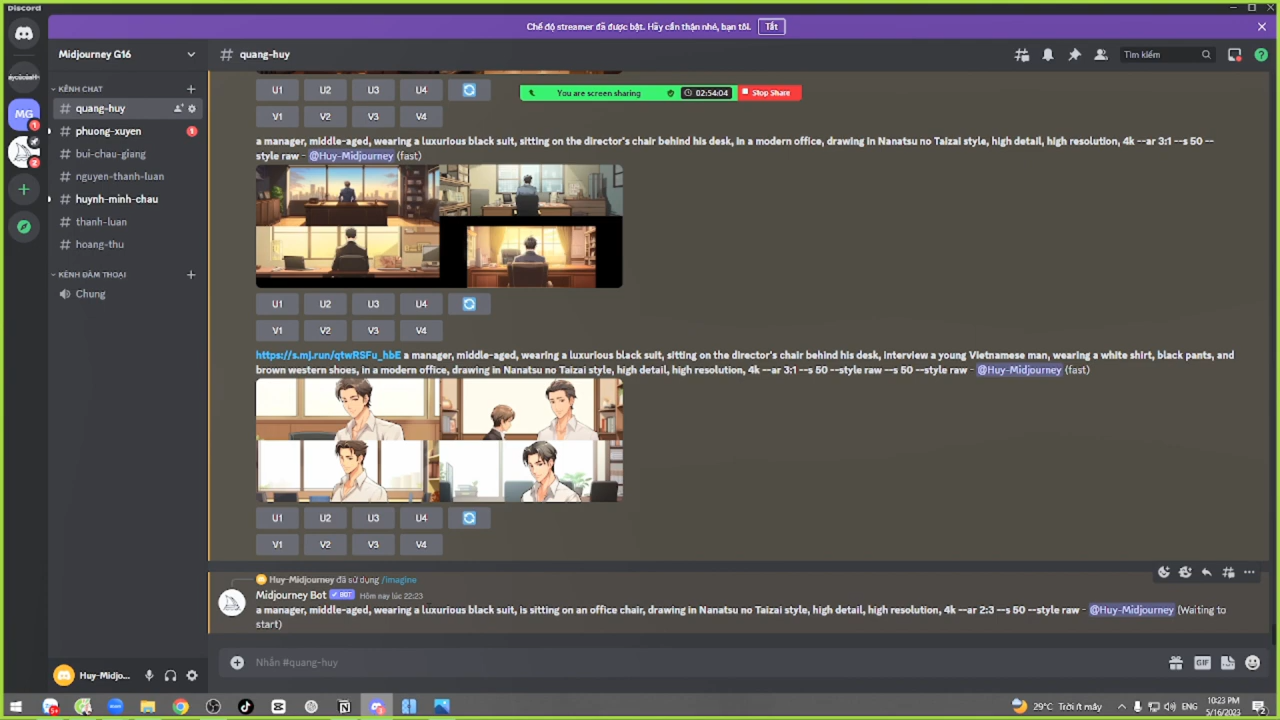 Discord
Chế độ streamer đã được bật. Hãy cẩn thận nhé, bạn tôi. Tắt
Midjourney G16
quang-huy
Tìm kiếm
KÊNH CHAT
quang-huy
phuong-xuyen 1
bui-chau-giang
nguyen-thanh-luan
huynh-minh-chau
thanh-luan
hoang-thu
KÊNH ĐÀM THOẠI
Chung
MG
1
2
You are screen sharing 02:54:04 Stop Share
U1 U2 U3 U4
V1 V2 V3 V4
a manager, middle-aged, wearing a luxurious black suit, sitting on the director's chair behind his desk, in a modern office, drawing in Nanatsu no Taizai style, high detail, high resolution, 4k --ar 3:1 --s 50 --
style raw - @Huy-Midjourney (fast)
U1 U2 U3 U4
V1 V2 V3 V4
https://s.mj.run/qtwRSFu_hbE a manager, middle-aged, wearing a luxurious black suit, sitting on the director's chair behind his desk, interview a young Vietnamese man, wearing a white shirt, black pants, and
brown western shoes, in a modern office, drawing in Nanatsu no Taizai style, high detail, high resolution, 4k --ar 3:1 --s 50 --style raw --s 50 --style raw - @Huy-Midjourney (fast)
U1 U2 U3 U4
V1 V2 V3 V4
Huy-Midjourney đã sử dụng /imagine
Midjourney Bot BOT Hôm nay lúc 22:23
a manager, middle-aged, wearing a luxurious black suit, is sitting on an office chair, drawing in Nanatsu no Taizai style, high detail, high resolution, 4k --ar 2:3 --s 50 --style raw - @Huy-Midjourney (Waiting to
start)
Huy-Midjo...
Nhắn #quang-huy
GIF
29°C Trời ít mây
ENG
10:23 PM
5/16/2023